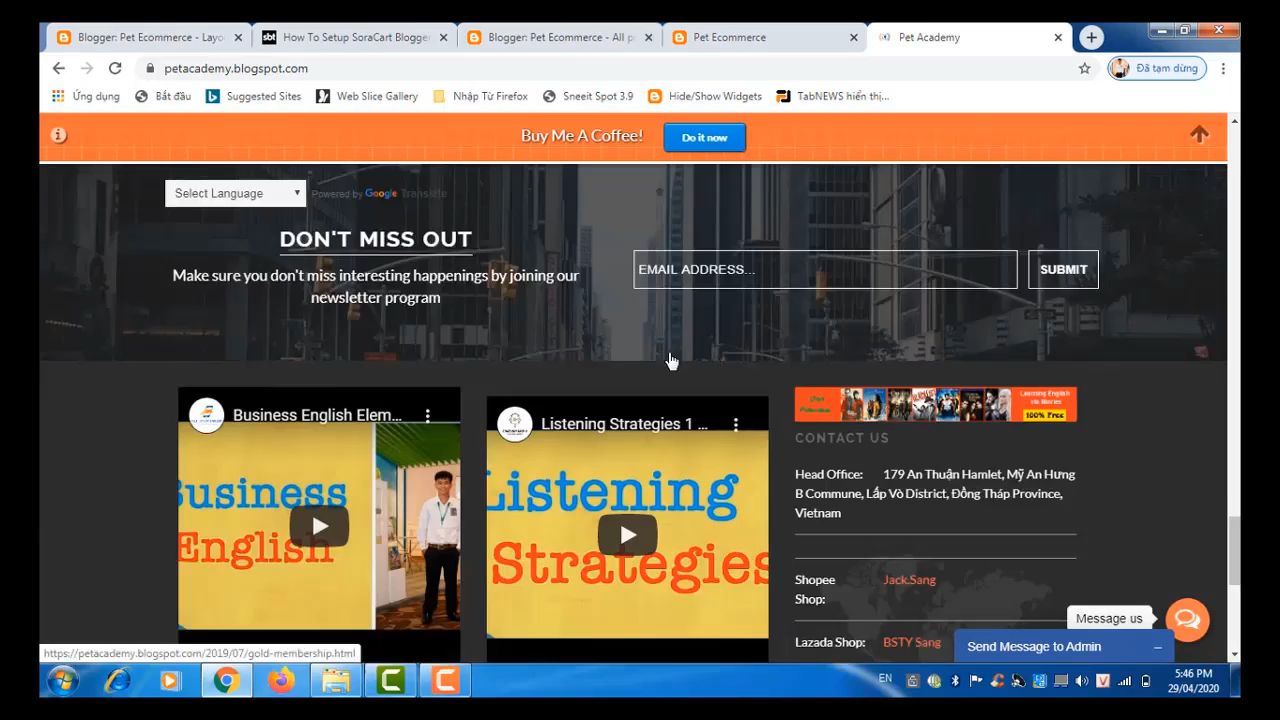 Blogger: Pet Ecommerce - Layo
How To Setup SoraCart Blogger
Blogger: Pet Ecommerce - All p
Pet Ecommerce
Pet Academy
petacademy.blogspot.com
Đã tạm dừng
Ứng dụng
Bắt đầu
Suggested Sites
Web Slice Gallery
Nhập Từ Firefox
Sneeit Spot 3.9
Hide/Show Widgets
TabNEWS hiển thị...
Buy Me A Coffee!
Do it now
Select Language
Powered by Google Translate
DON'T MISS OUT
Make sure you don't miss interesting happenings by joining our
newsletter program
EMAIL ADDRESS...
SUBMIT
Business English Elem...
Business
English
Listening Strategies 1 ...
Listening
Strategies
Learning English
via Movies
100% Free
CONTACT US
Head Office: 179 An Thuận Hamlet, Mỹ An Hưng
B Commune, Lấp Vò District, Đồng Tháp Province,
Vietnam
Shopee Jack.Sang
Shop:
Lazada Shop: BSTY Sang
Message us
Send Message to Admin
https://petacademy.blogspot.com/2019/07/gold-membership.html
EN
5:46 PM
29/04/2020